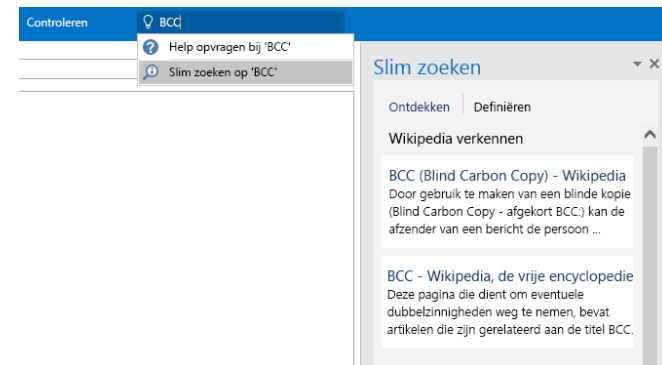 Controleren
BCC
Help opvragen bij 'BCC'
Slim zoeken op 'BCC'
Slim zoeken
Ontdekken Definiëren
Wikipedia verkennen
BCC (Blind Carbon Copy) - Wikipedia
Door gebruik te maken van een blinde kopie
(Blind Carbon Copy - afgekort BCC:) kan de
afzender van een bericht de persoon ...
BCC - Wikipedia, de vrije encyclopedie
Deze pagina die dient om eventuele
dubbelzinnigheden weg te nemen, bevat
artikelen die zijn gerelateerd aan de titel BCC.